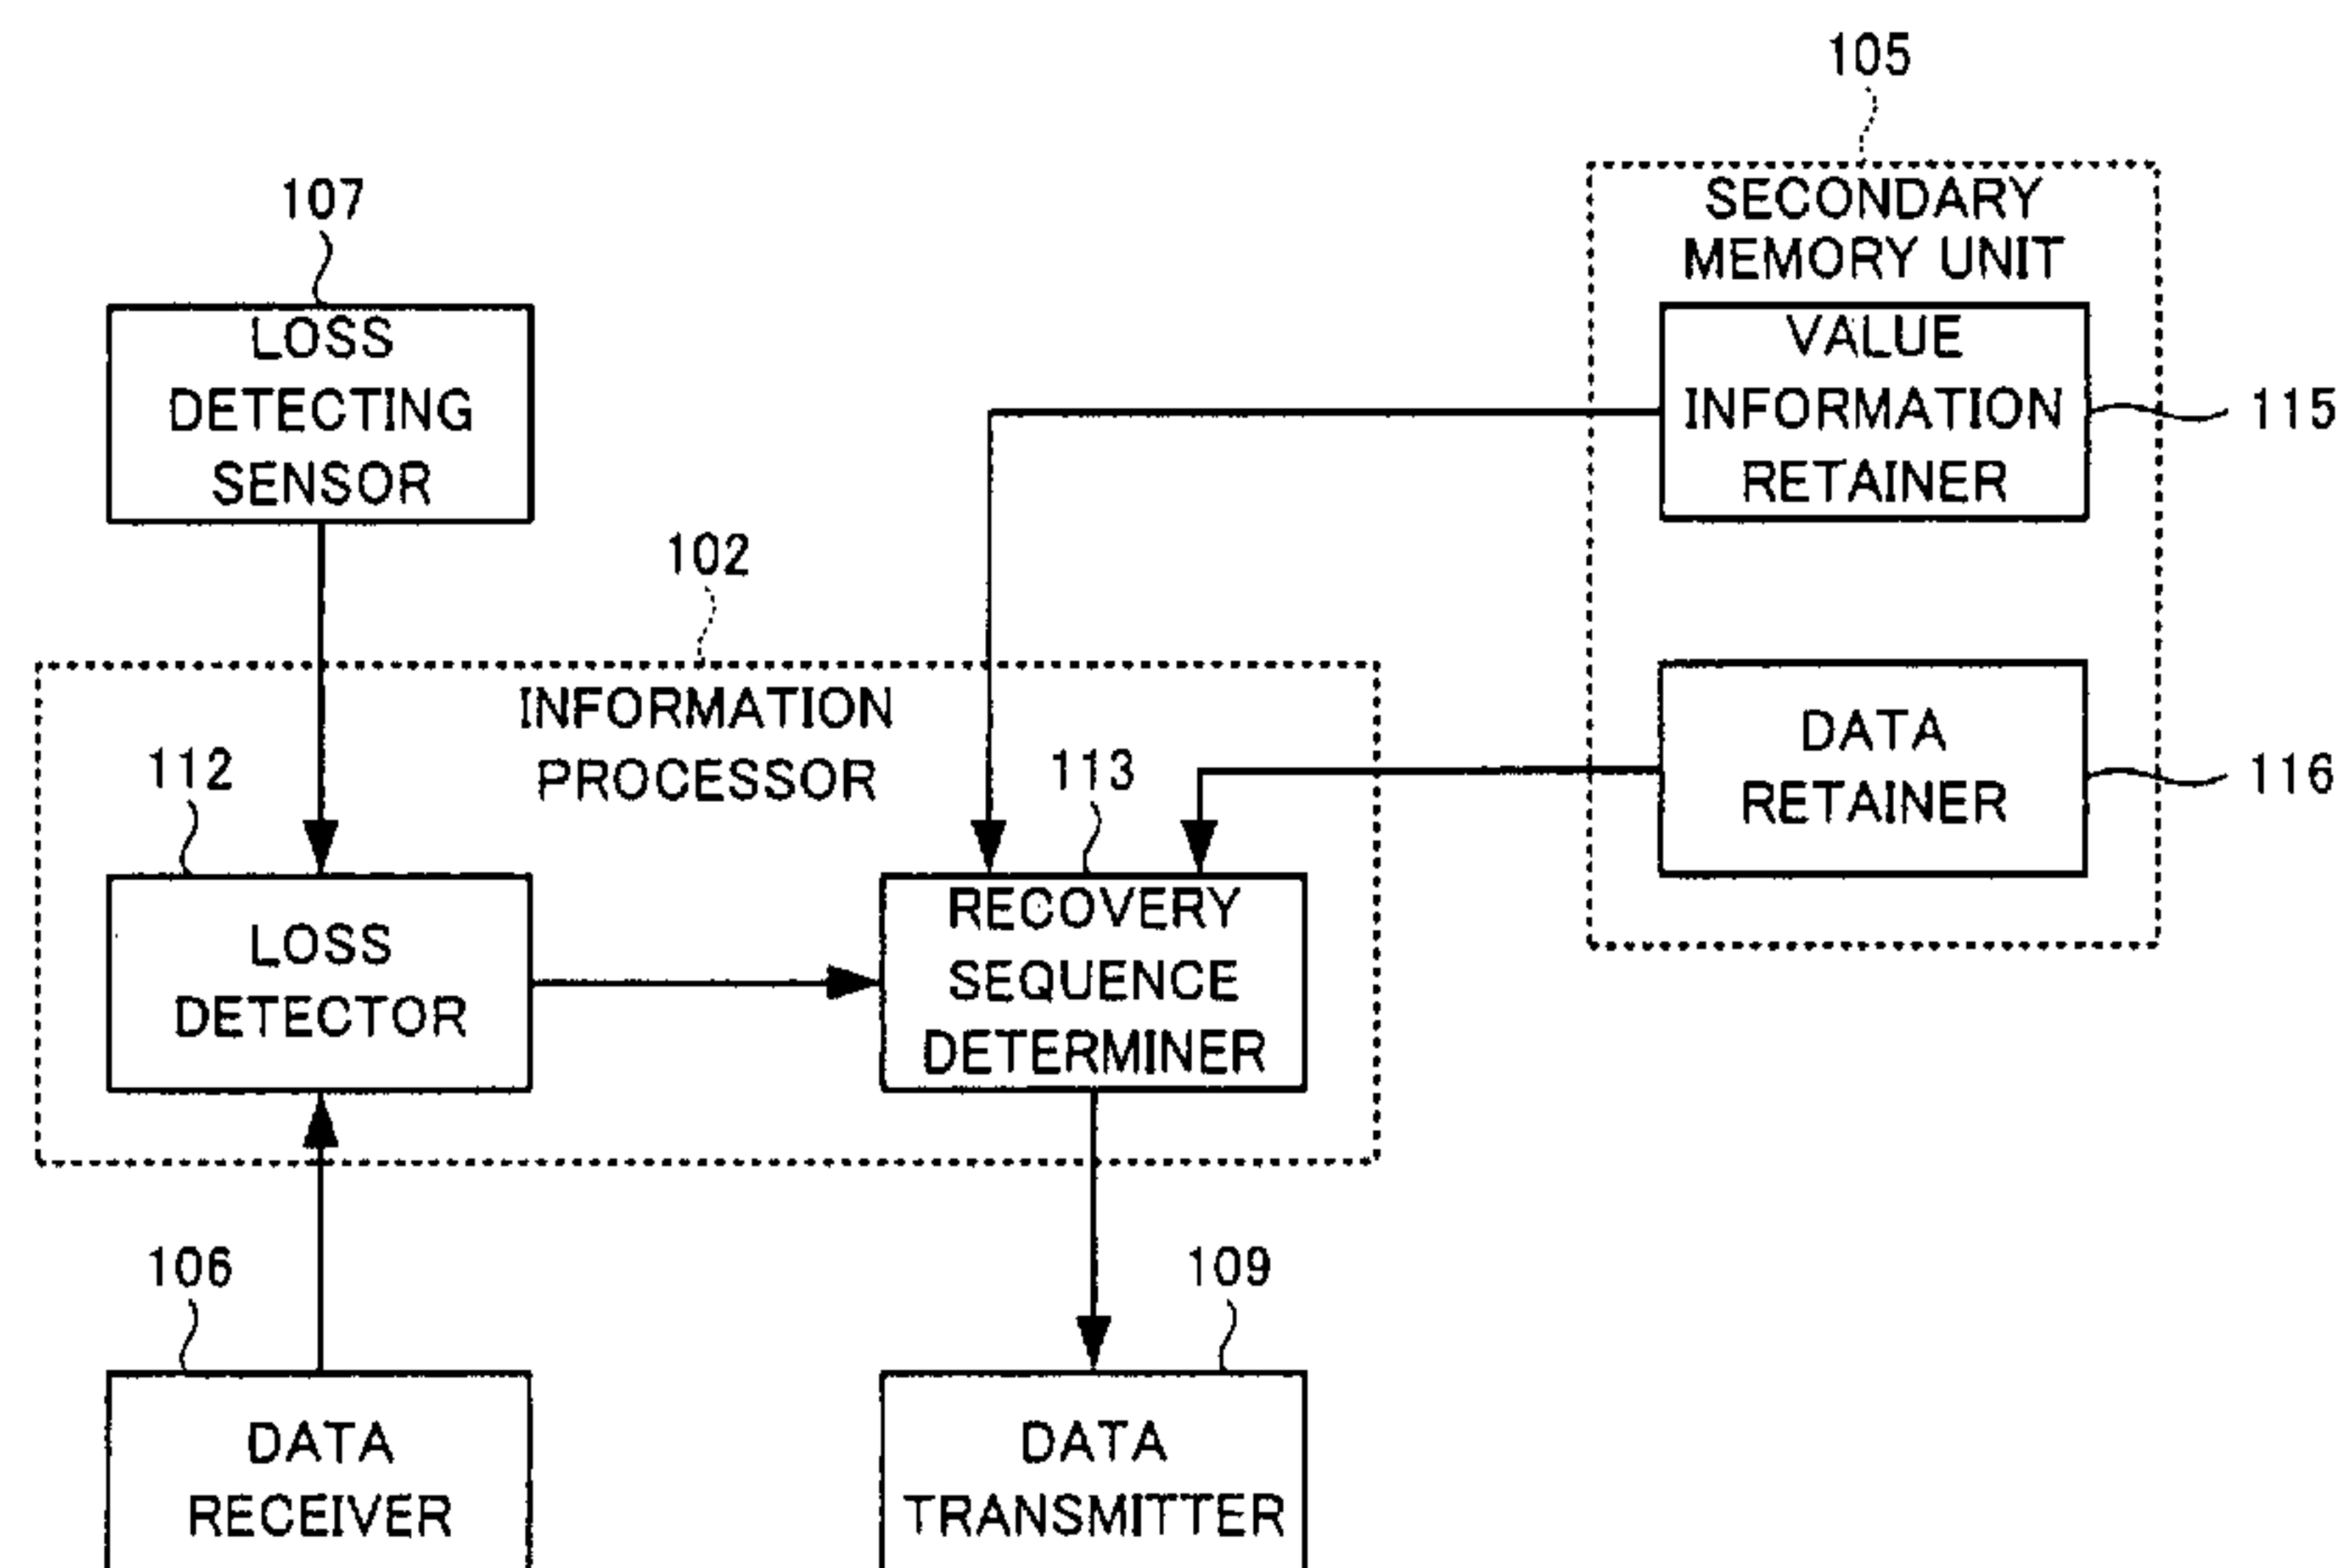 105
107
SECONDARY
MEMORY UNIT
LOSS
DETECTING
SENSOR
VALUE
INFORMATION
RETAINER
115
102
INFORMATION
PROCESSOR
DATA
RETAINER
116
112
113
LOSS
DETECTOR
RECOVERY
SEQUENCE
DETERMINER
106
109
DATA
RECEIVER
DATA
TRANSMITTER